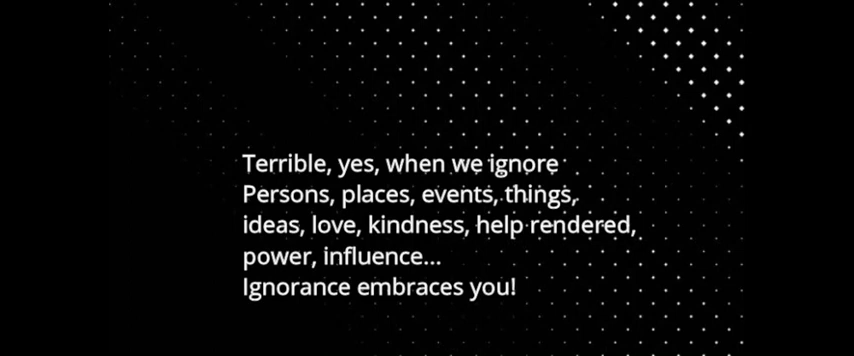 Terrible, yes, when we ignore
Persons, places, events, things,
ideas, love, kindness, help rendered,
power, influence...
Ignorance embraces you!